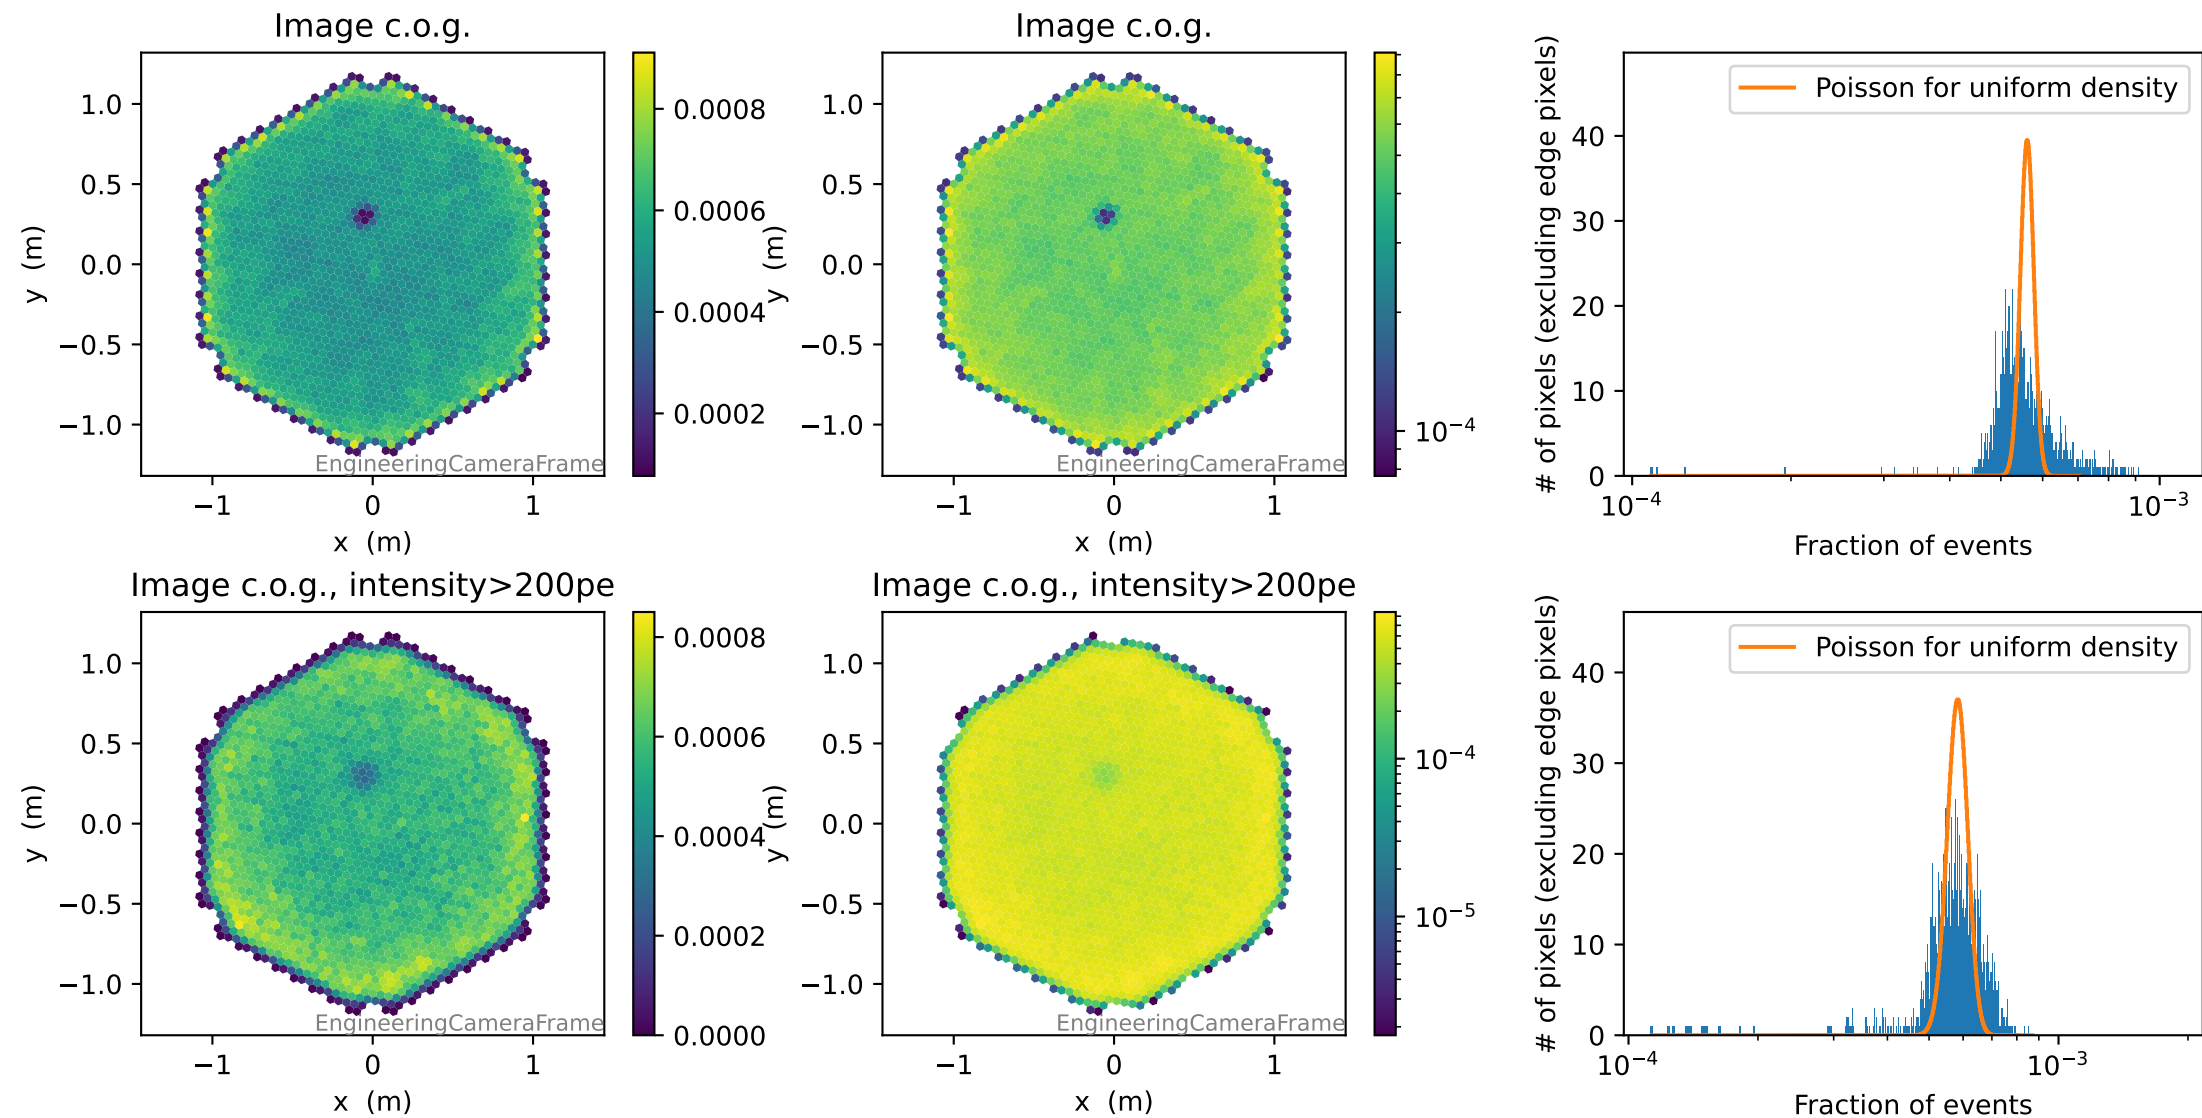 Image c.o.g.
1.0
0.5
0.0
−0.5
−1.0
y (m)
−1
0
1
x (m)
EngineeringCameraFrame
0.0008
0.0006
0.0004
0.0002
Image c.o.g.
1.0
0.5
0.0
−0.5
−1.0
y (m)
−1
0
1
x (m)
EngineeringCameraFrame
10⁻⁴
# of pixels (excluding edge pixels)
40
30
20
10
0
Poisson for uniform density
10⁻⁴
10⁻³
Fraction of events
Image c.o.g., intensity>200pe
1.0
0.5
0.0
−0.5
−1.0
y (m)
−1
0
1
x (m)
EngineeringCameraFrame
0.0008
0.0006
0.0004
0.0002
0.0000
Image c.o.g., intensity>200pe
1.0
0.5
0.0
−0.5
−1.0
y (m)
−1
0
1
x (m)
EngineeringCameraFrame
10⁻⁴
10⁻⁵
# of pixels (excluding edge pixels)
40
30
20
10
0
Poisson for uniform density
10⁻⁴
10⁻³
Fraction of events